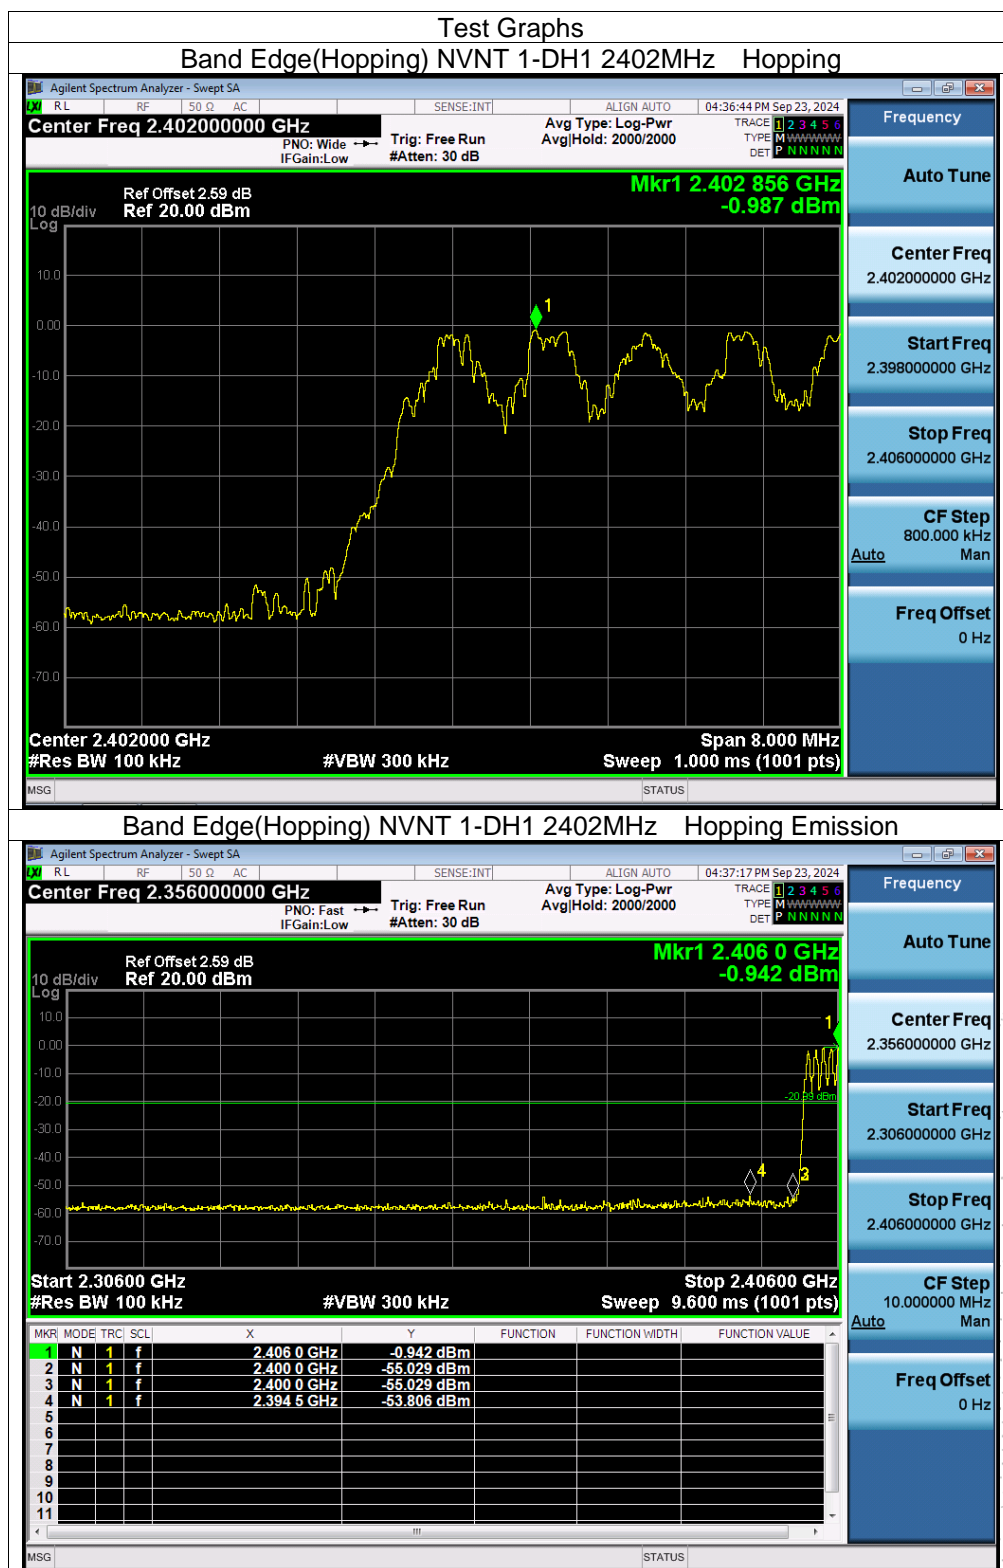 Test Graphs
Band Edge(Hopping) NVNT 1-DH1 2402MHz Hopping
Agilent Spectrum Analyzer - Swept SA
LXI RL RF 50 Ω AC SENSE:INT ALIGN AUTO 04:36:44 PM Sep 23, 2024
Center Freq 2.402000000 GHz
PNO: Wide
IFGain:Low
Trig: Free Run
#Atten: 30 dB
Avg Type: Log-Pwr
Avg|Hold: 2000/2000
TRACE 1 2 3 4 5 6
TYPE M WWWWW
DET P N N N N N
Mkr1 2.402 856 GHz
-0.987 dBm
Ref Offset 2.59 dB
10 dB/div Ref 20.00 dBm
Log
10.0
0.00
-10.0
-20.0
-30.0
-40.0
-50.0
-60.0
-70.0
1
Center 2.402000 GHz Span 8.000 MHz
#Res BW 100 kHz #VBW 300 kHz Sweep 1.000 ms (1001 pts)
MSG STATUS
Frequency
Auto Tune
Center Freq
2.402000000 GHz
Start Freq
2.398000000 GHz
Stop Freq
2.406000000 GHz
CF Step
800.000 kHz
Auto Man
Freq Offset
0 Hz
Band Edge(Hopping) NVNT 1-DH1 2402MHz Hopping Emission
Agilent Spectrum Analyzer - Swept SA
LXI RL RF 50 Ω AC SENSE:INT ALIGN AUTO 04:37:17 PM Sep 23, 2024
Center Freq 2.356000000 GHz
PNO: Fast
IFGain:Low
Trig: Free Run
#Atten: 30 dB
Avg Type: Log-Pwr
Avg|Hold: 2000/2000
TRACE 1 2 3 4 5 6
TYPE M WWWWW
DET P N N N N N
Mkr1 2.406 0 GHz
-0.942 dBm
Ref Offset 2.59 dB
10 dB/div Ref 20.00 dBm
Log
10.0
0.00
-10.0
-20.0
-30.0
-40.0
-50.0
-60.0
-70.0
1
-20.99 dBm
4
3
Start 2.30600 GHz Stop 2.40600 GHz
#Res BW 100 kHz #VBW 300 kHz Sweep 9.600 ms (1001 pts)
MKR MODE TRC SCL X Y FUNCTION FUNCTION WIDTH FUNCTION VALUE
1 N 1 f 2.406 0 GHz -0.942 dBm
2 N 1 f 2.400 0 GHz -55.029 dBm
3 N 1 f 2.400 0 GHz -55.029 dBm
4 N 1 f 2.394 5 GHz -53.806 dBm
5
6
7
8
9
10
11
MSG STATUS
Frequency
Auto Tune
Center Freq
2.356000000 GHz
Start Freq
2.306000000 GHz
Stop Freq
2.406000000 GHz
CF Step
10.000000 MHz
Auto Man
Freq Offset
0 Hz